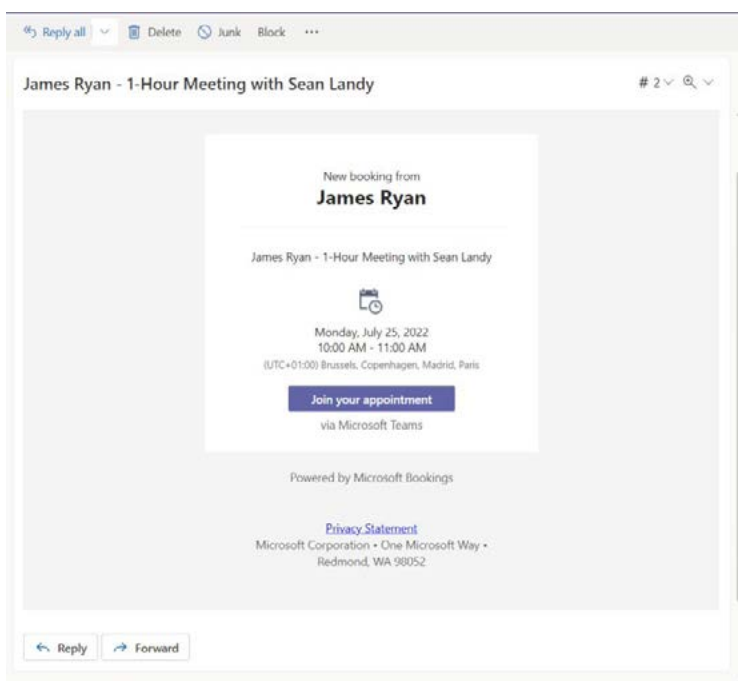 Reply all Delete Junk Block ...
James Ryan - 1-Hour Meeting with Sean Landy # 2
New booking from
James Ryan
James Ryan - 1-Hour Meeting with Sean Landy
Monday, July 25, 2022
10:00 AM - 11:00 AM
(UTC+01:00) Brussels, Copenhagen, Madrid, Paris
Join your appointment
via Microsoft Teams
Powered by Microsoft Bookings
Privacy Statement
Microsoft Corporation • One Microsoft Way •
Redmond, WA 98052
Reply Forward